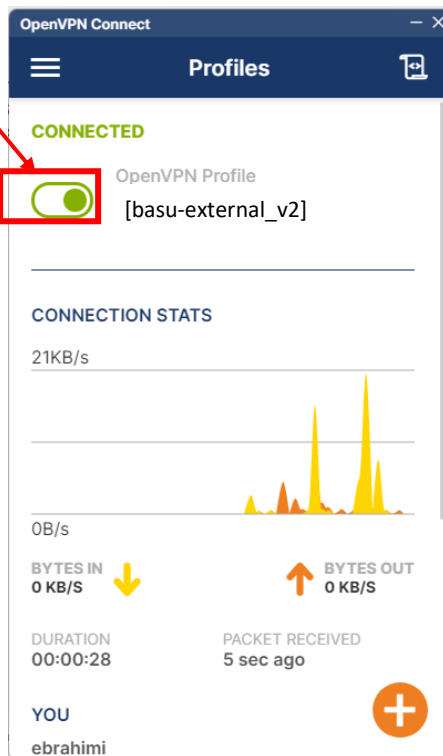 OpenVPN Connect
Profiles
CONNECTED
OpenVPN Profile
[basu-external_v2]
CONNECTION STATS
21KB/s
0B/s
BYTES IN
0 KB/S
BYTES OUT
0 KB/S
DURATION
00:00:28
PACKET RECEIVED
5 sec ago
YOU
ebrahimi